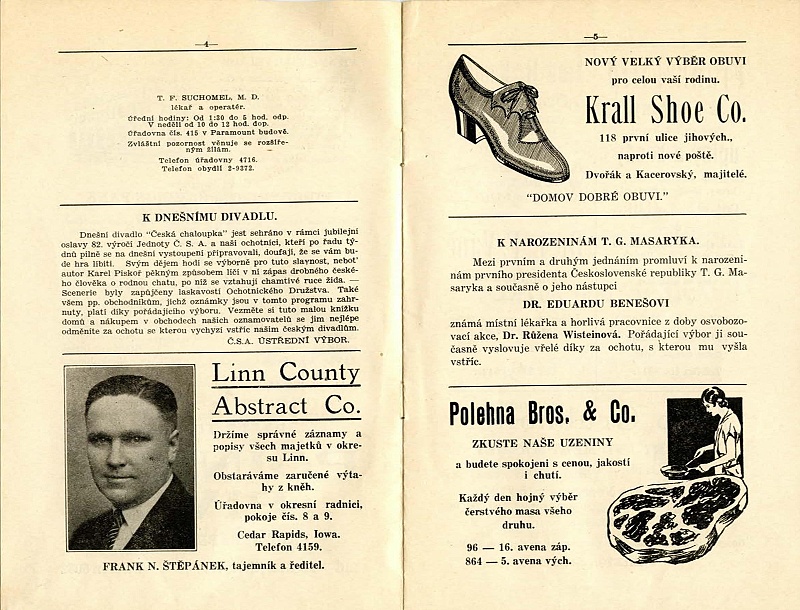 —4—
T. F. SUCHOMEL, M. D.
lékař a operatér.
Úřední hodiny: Od 1:30 do 5 hod. odp.
V neděli od 10 do 12 hod. dop.
Úřadovna čís. 415 v Paramount budově.
Zvláštní pozornost věnuje se rozšíře-
ným žilám.
Telefon úřadovny 4716.
Telefon obydlí 2-9372.
K DNEŠNÍMU DIVADLU.
Dnešní divadlo “Česká chaloupka” jest sehráno v rámci jubilejní
oslavy 82. výročí Jednoty Č. S. A. a naši ochotníci, kteří po řadu tý-
dnů pilně se na dnešní vystoupení připravovali, doufají, že se vám bu-
de hra líbiti. Svým dějem hodí se výborně pro tuto slavnost, neboť
autor Karel Piskoř pěkným způsobem líčí v ní zápas drobného české-
ho člověka o rodnou chatu, po níž se vztahují chamtivé ruce žida. —
Scenerie byly zapůjčeny laskavostí Ochotnického Družstva. Také
všem pp. obchodníkům, jichž oznámky jsou v tomto programu zahr-
nuty, platí díky pořádajícího výboru. Vezměte si tuto malou knížku
domů a nákupem v obchodech našich oznamovatelů se jim nejlépe
odměníte za ochotu se kterou vychyzí vstříc našim českým divadlům.
Č.S.A. ÚSTŘEDNÍ VÝBOR.
Linn County
Abstract Co.
Držíme správné záznamy a
popisy všech majetků v okre-
su Linn.
Obstaráváme zaručené výta-
hy z kněh.
Úřadovna v okresní radnici,
pokoje čís. 8 a 9.
Cedar Rapids, Iowa.
Telefon 4159.
FRANK N. ŠTĚPÁNEK, tajemník a ředitel.
—5—
NOVÝ VELKÝ VÝBĚR OBUVI
pro celou vaší rodinu.
Krall Shoe Co.
118 první ulice jihových.,
naproti nové poště.
Dvořák a Kacerovský, majitelé.
“DOMOV DOBRÉ OBUVI.”
K NAROZENINÁM T. G. MASARYKA.
Mezi prvním a druhým jednáním promluví k narozeni-
nám prvního presidenta Československé republiky T. G. Ma-
saryka a současně o jeho nástupci
DR. EDUARDU BENEŠOVI
známá místní lékařka a horlivá pracovnice z doby osvobozo-
vací akce, Dr. Růžena Wisteinová. Pořádající výbor jí sou-
časně vyslovuje vřelé díky za ochotu, s kterou mu vyšla
vstříc.
Polehna Bros. & Co.
ZKUSTE NAŠE UZENINY
a budete spokojeni s cenou, jakostí
i chutí.
Každý den hojný výběr
čerstvého masa všeho
druhu.
96 — 16. avena záp.
864 — 5. avena vých.